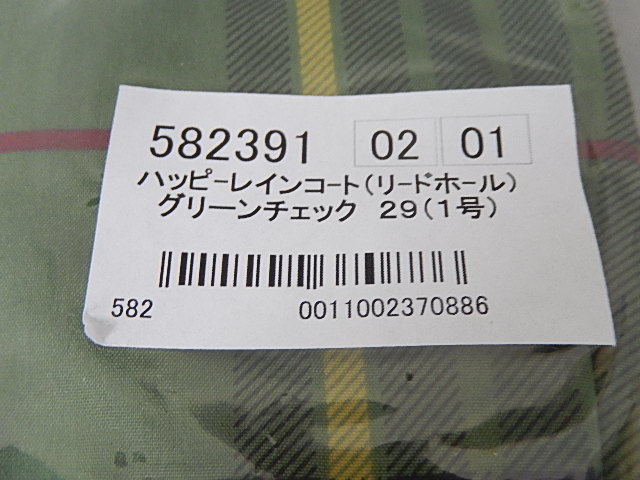 582391 02 01
ハッピーレインコート(リードホール)
グリーンチェック 29(1号)
582 0011002370886